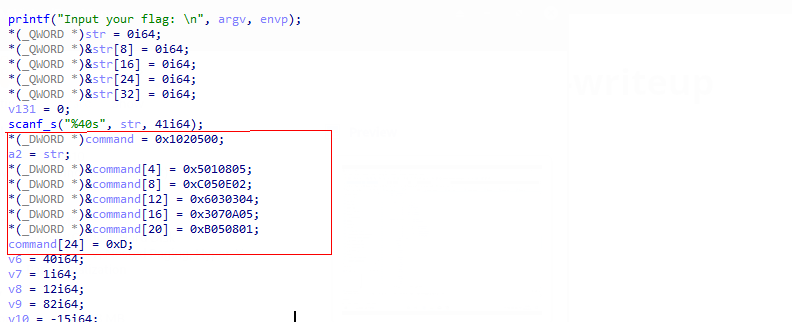 printf("Input your flag: \n", argv, envp);
*(_QWORD *)str = 0i64;
*(_QWORD *)&str[8] = 0i64;
*(_QWORD *)&str[16] = 0i64;
*(_QWORD *)&str[24] = 0i64;
*(_QWORD *)&str[32] = 0i64;
v131 = 0;
scanf_s("%40s", str, 41i64);
*(_DWORD *)command = 0x1020500;
a2 = str;
*(_DWORD *)&command[4] = 0x5010805;
*(_DWORD *)&command[8] = 0xC050E02;
*(_DWORD *)&command[12] = 0x6030304;
*(_DWORD *)&command[16] = 0x3070A05;
*(_DWORD *)&command[20] = 0xB050801;
command[24] = 0xD;
v6 = 40i64;
v7 = 1i64;
v8 = 12i64;
v9 = 82i64;
v10 = -15i64;
writeup